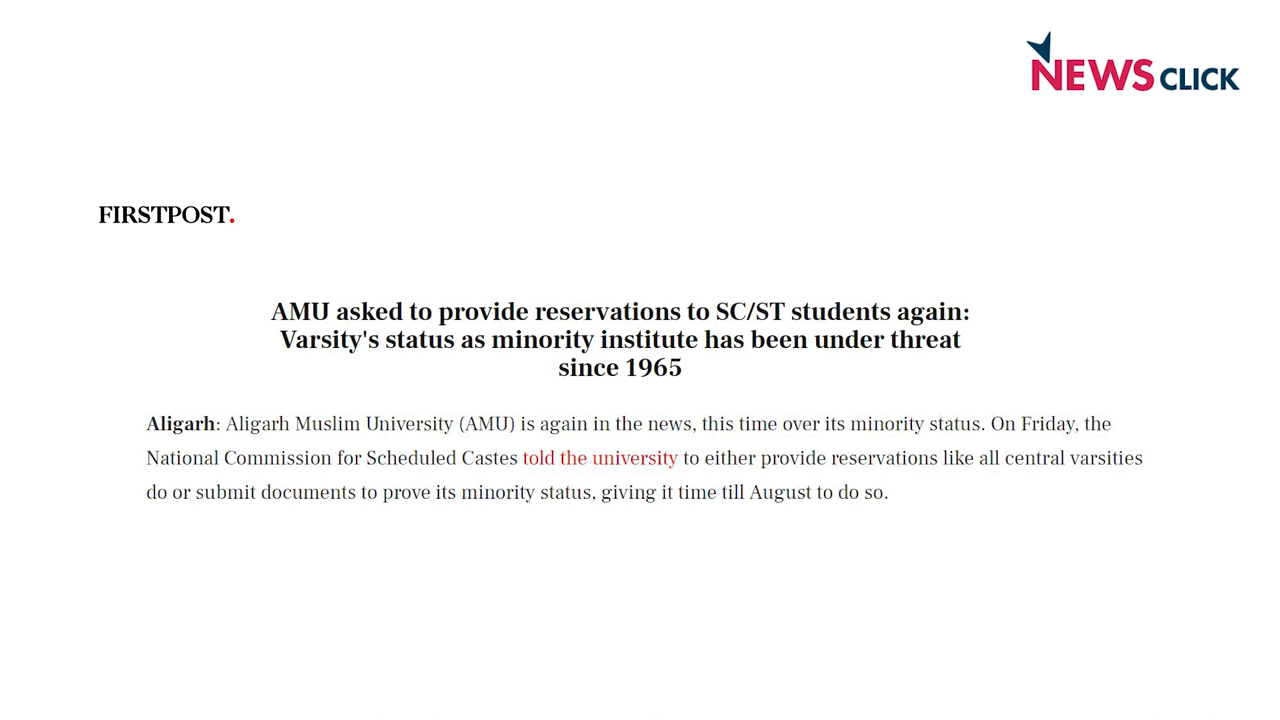 NEWS CLICK
FIRSTPOST.
AMU asked to provide reservations to SC/ST students again:
Varsity's status as minority institute has been under threat
since 1965
Aligarh: Aligarh Muslim University (AMU) is again in the news, this time over its minority status. On Friday, the
National Commission for Scheduled Castes told the university to either provide reservations like all central varsities
do or submit documents to prove its minority status, giving it time till August to do so.